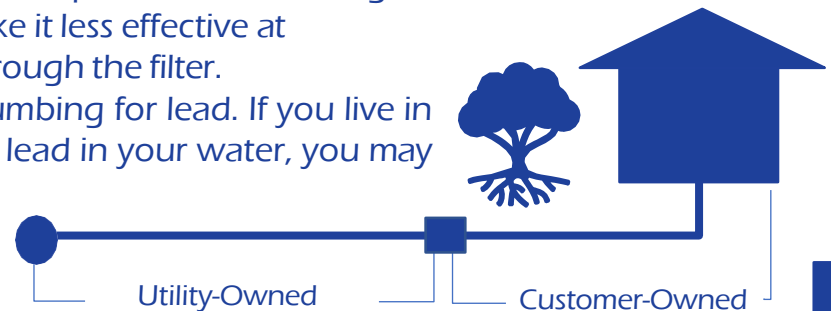 ke it less effective at
rough the filter.
umbing for lead. If you live in
lead in your water, you may
Utility-Owned
Customer-Owned